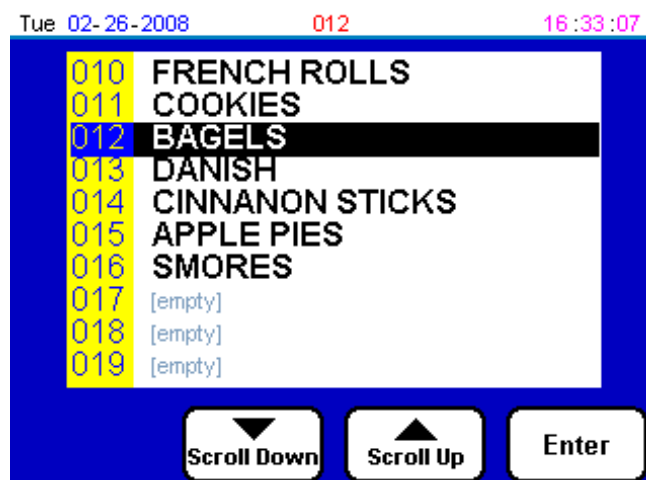 Tue 02-26-2008 012 16:33:07
010 FRENCH ROLLS
011 COOKIES
012 BAGELS
013 DANISH
014 CINNANON STICKS
015 APPLE PIES
016 SMORES
017 [empty]
018 [empty]
019 [empty]
Scroll Down Scroll Up Enter